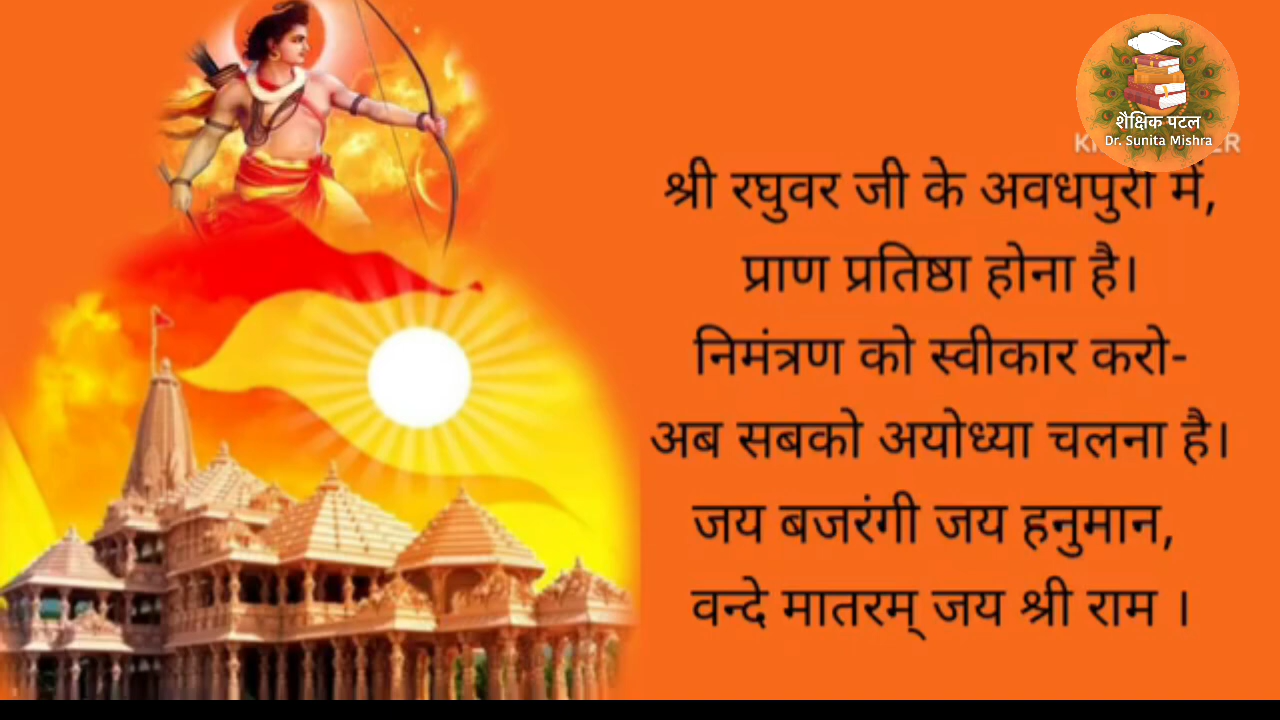 शैक्षिक पटल
Dr. Sunita Mishra
श्री रघुवर जी के अवधपुरी में,
प्राण प्रतिष्ठा होना है।
निमंत्रण को स्वीकार करो-
अब सबको अयोध्या चलना है।
जय बजरंगी जय हनुमान,
वन्दे मातरम् जय श्री राम ।